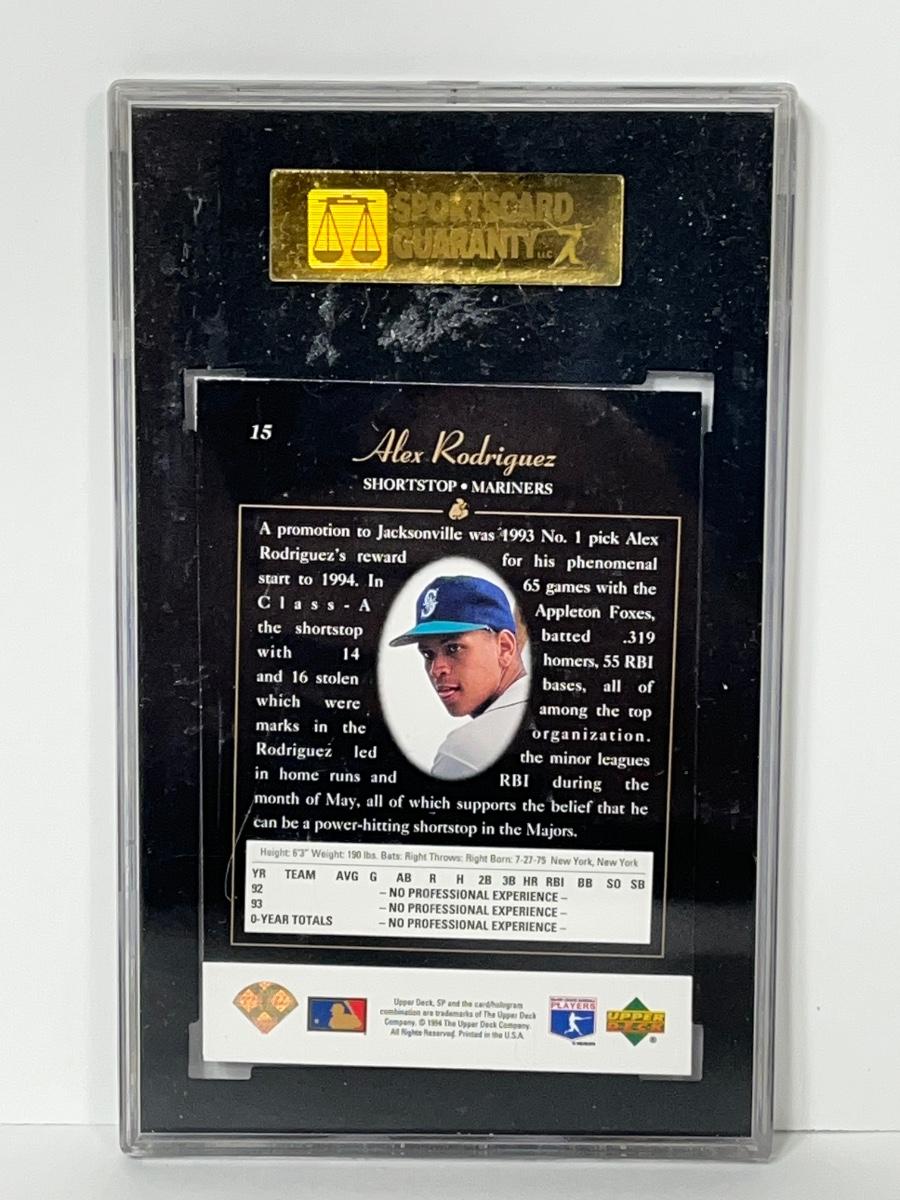 SPORTSCARD
GUARANTY LLC
15
Alex Rodriguez
SHORTSTOP • MARINERS
A promotion to Jacksonville was 1993 No. 1 pick Alex
Rodriguez's reward for his phenomenal
start to 1994. In 65 games with the
Class-A Appleton Foxes,
the shortstop batted .319
with 14 homers, 55 RBI
and 16 stolen bases, all of
which were among the top
marks in the organization.
Rodriguez led the minor leagues
in home runs and RBI during the
month of May, all of which supports the belief that he
can be a power-hitting shortstop in the Majors.
Height: 6'3" Weight: 190 lbs. Bats: Right Throws: Right Born: 7-27-75 New York, New York
YR TEAM AVG G AB R H 2B 3B HR RBI BB SO SB
92 – NO PROFESSIONAL EXPERIENCE –
93 – NO PROFESSIONAL EXPERIENCE –
0-YEAR TOTALS – NO PROFESSIONAL EXPERIENCE –
Upper Deck, SP and the card/hologram
combination are trademarks of The Upper Deck
Company. © 1994 The Upper Deck Company.
All Rights Reserved. Printed in the U.S.A.
PLAYERS
UPPER
DECK
®
S